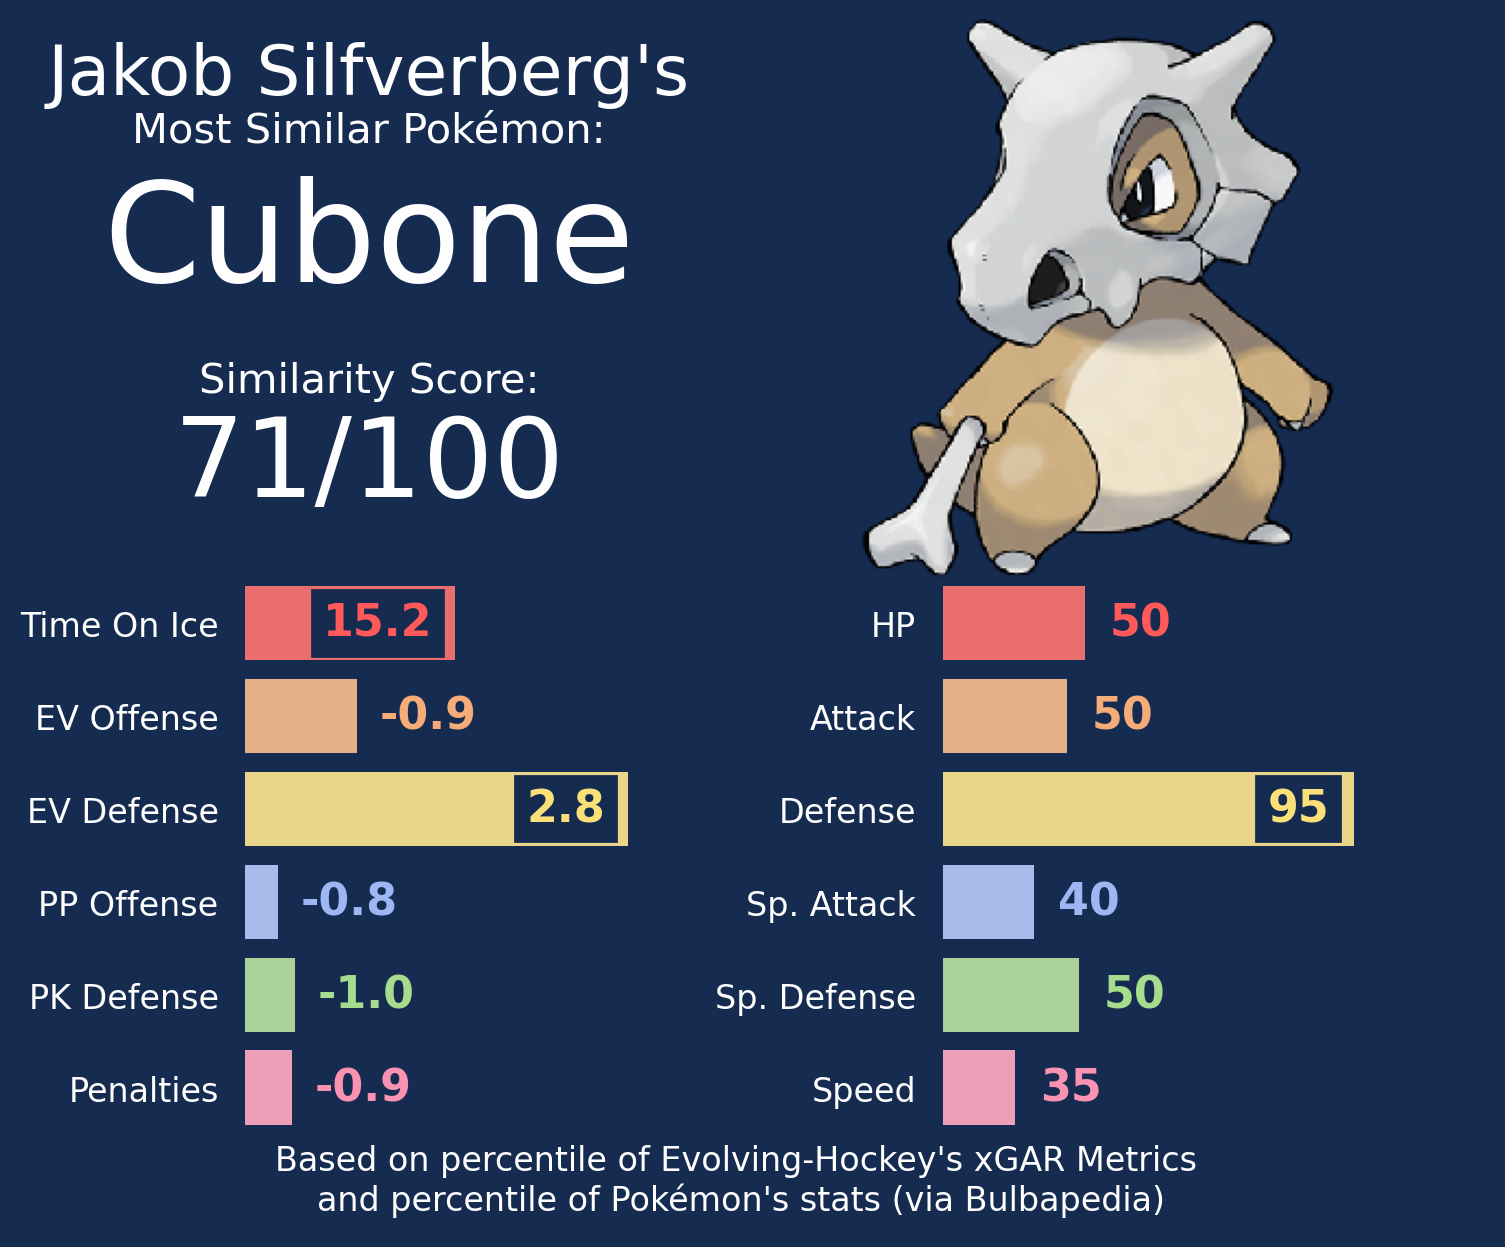 Jakob Silfverberg's
Most Similar Pokémon:
Cubone
Similarity Score:
71/100
Time On Ice 15.2
EV Offense -0.9
EV Defense 2.8
PP Offense -0.8
PK Defense -1.0
Penalties -0.9
HP 50
Attack 50
Defense 95
Sp. Attack 40
Sp. Defense 50
Speed 35
Based on percentile of Evolving-Hockey's xGAR Metrics
and percentile of Pokémon's stats (via Bulbapedia)